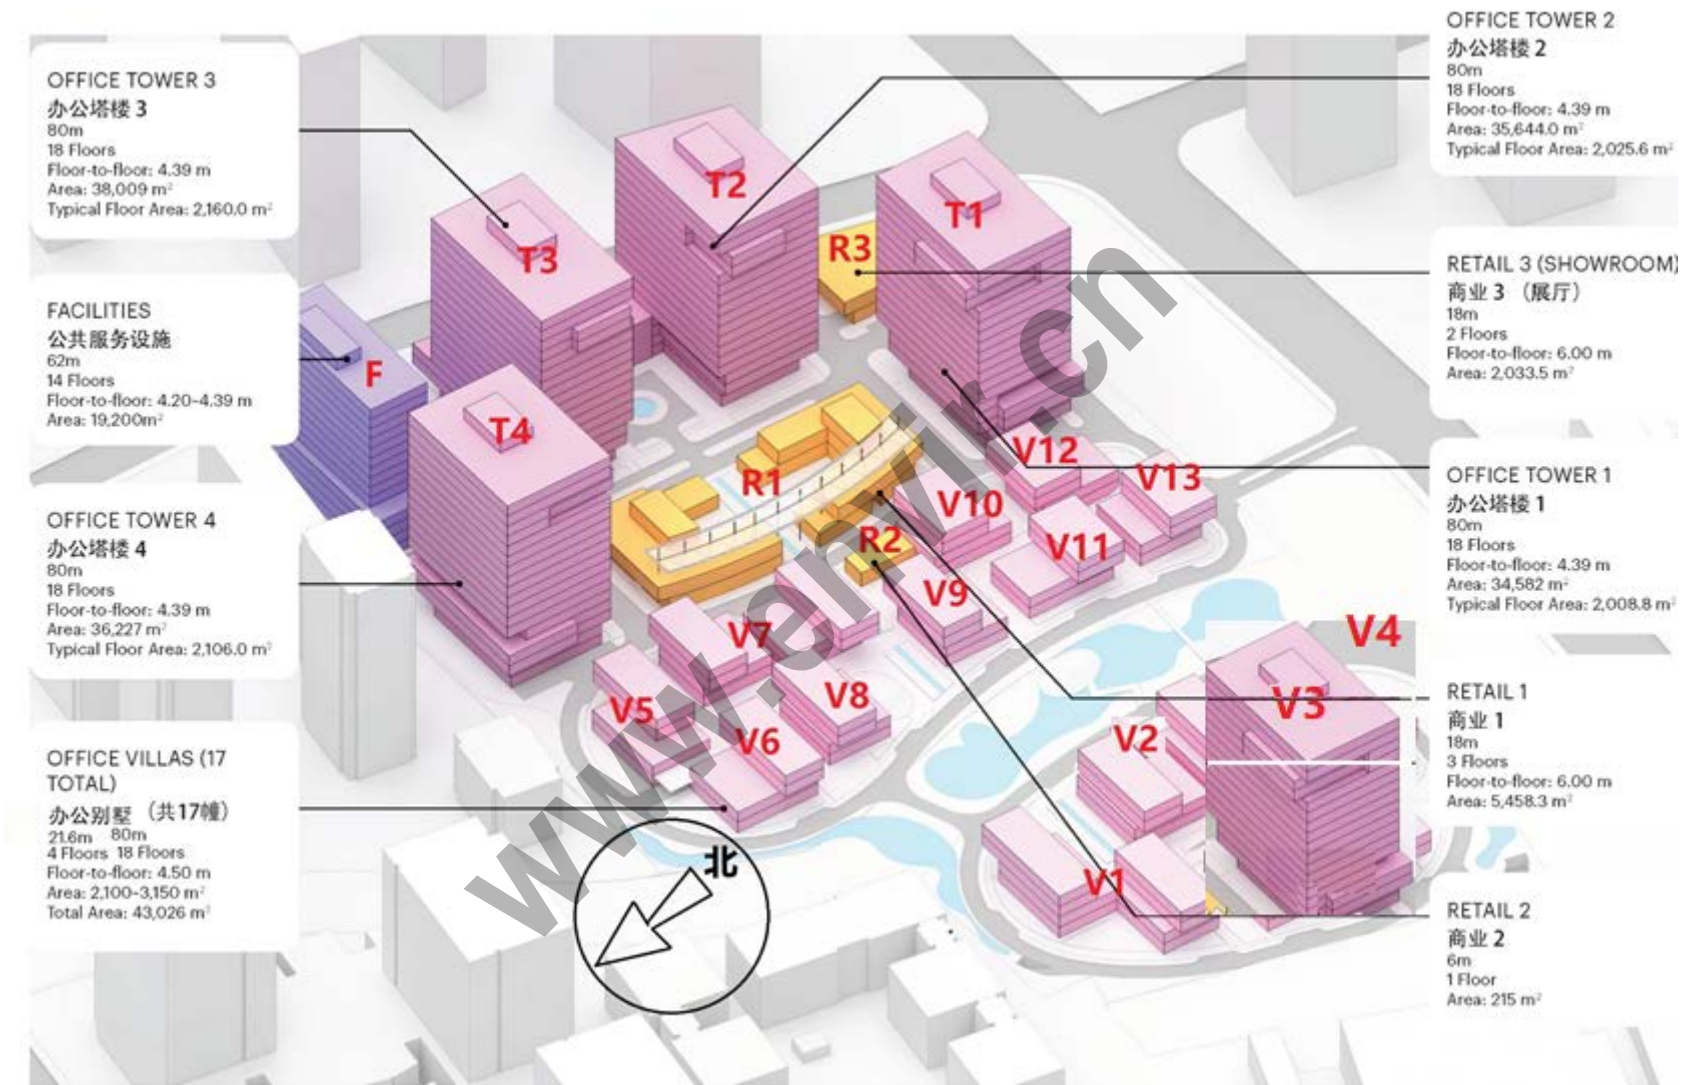 OFFICE TOWER 3
办公塔楼 3
80m
18 Floors
Floor-to-floor: 4.39 m
Area: 38,009 m²
Typical Floor Area: 2,160.0 m²
FACILITIES
公共服务设施
62m
14 Floors
Floor-to-floor: 4.20-4.39 m
Area: 19,200m²
OFFICE TOWER 4
办公塔楼 4
80m
18 Floors
Floor-to-floor: 4.39 m
Area: 36,227 m²
Typical Floor Area: 2,106.0 m²
OFFICE VILLAS (17
TOTAL)
办公别墅 (共17幢)
21.6m 80m
4 Floors 18 Floors
Floor-to-floor: 4.50 m
Area: 2,100-3,150 m²
Total Area: 43,026 m²
T2
T1
T3
R3
F
T4
V12
R1
V10
V13
R2
V11
V9
V7
V4
V8
V5
V3
V6
V2
V1
北
www.envir.cn
OFFICE TOWER 2
办公塔楼 2
80m
18 Floors
Floor-to-floor: 4.39 m
Area: 35,644.0 m²
Typical Floor Area: 2,025.6 m²
RETAIL 3 (SHOWROOM)
商业 3 (展厅)
18m
2 Floors
Floor-to-floor: 6.00 m
Area: 2,033.5 m²
OFFICE TOWER 1
办公塔楼 1
80m
18 Floors
Floor-to-floor: 4.39 m
Area: 34,582 m²
Typical Floor Area: 2,008.8 m²
RETAIL 1
商业 1
18m
3 Floors
Floor-to-floor: 6.00 m
Area: 5,458.3 m²
RETAIL 2
商业 2
6m
1 Floor
Area: 215 m²